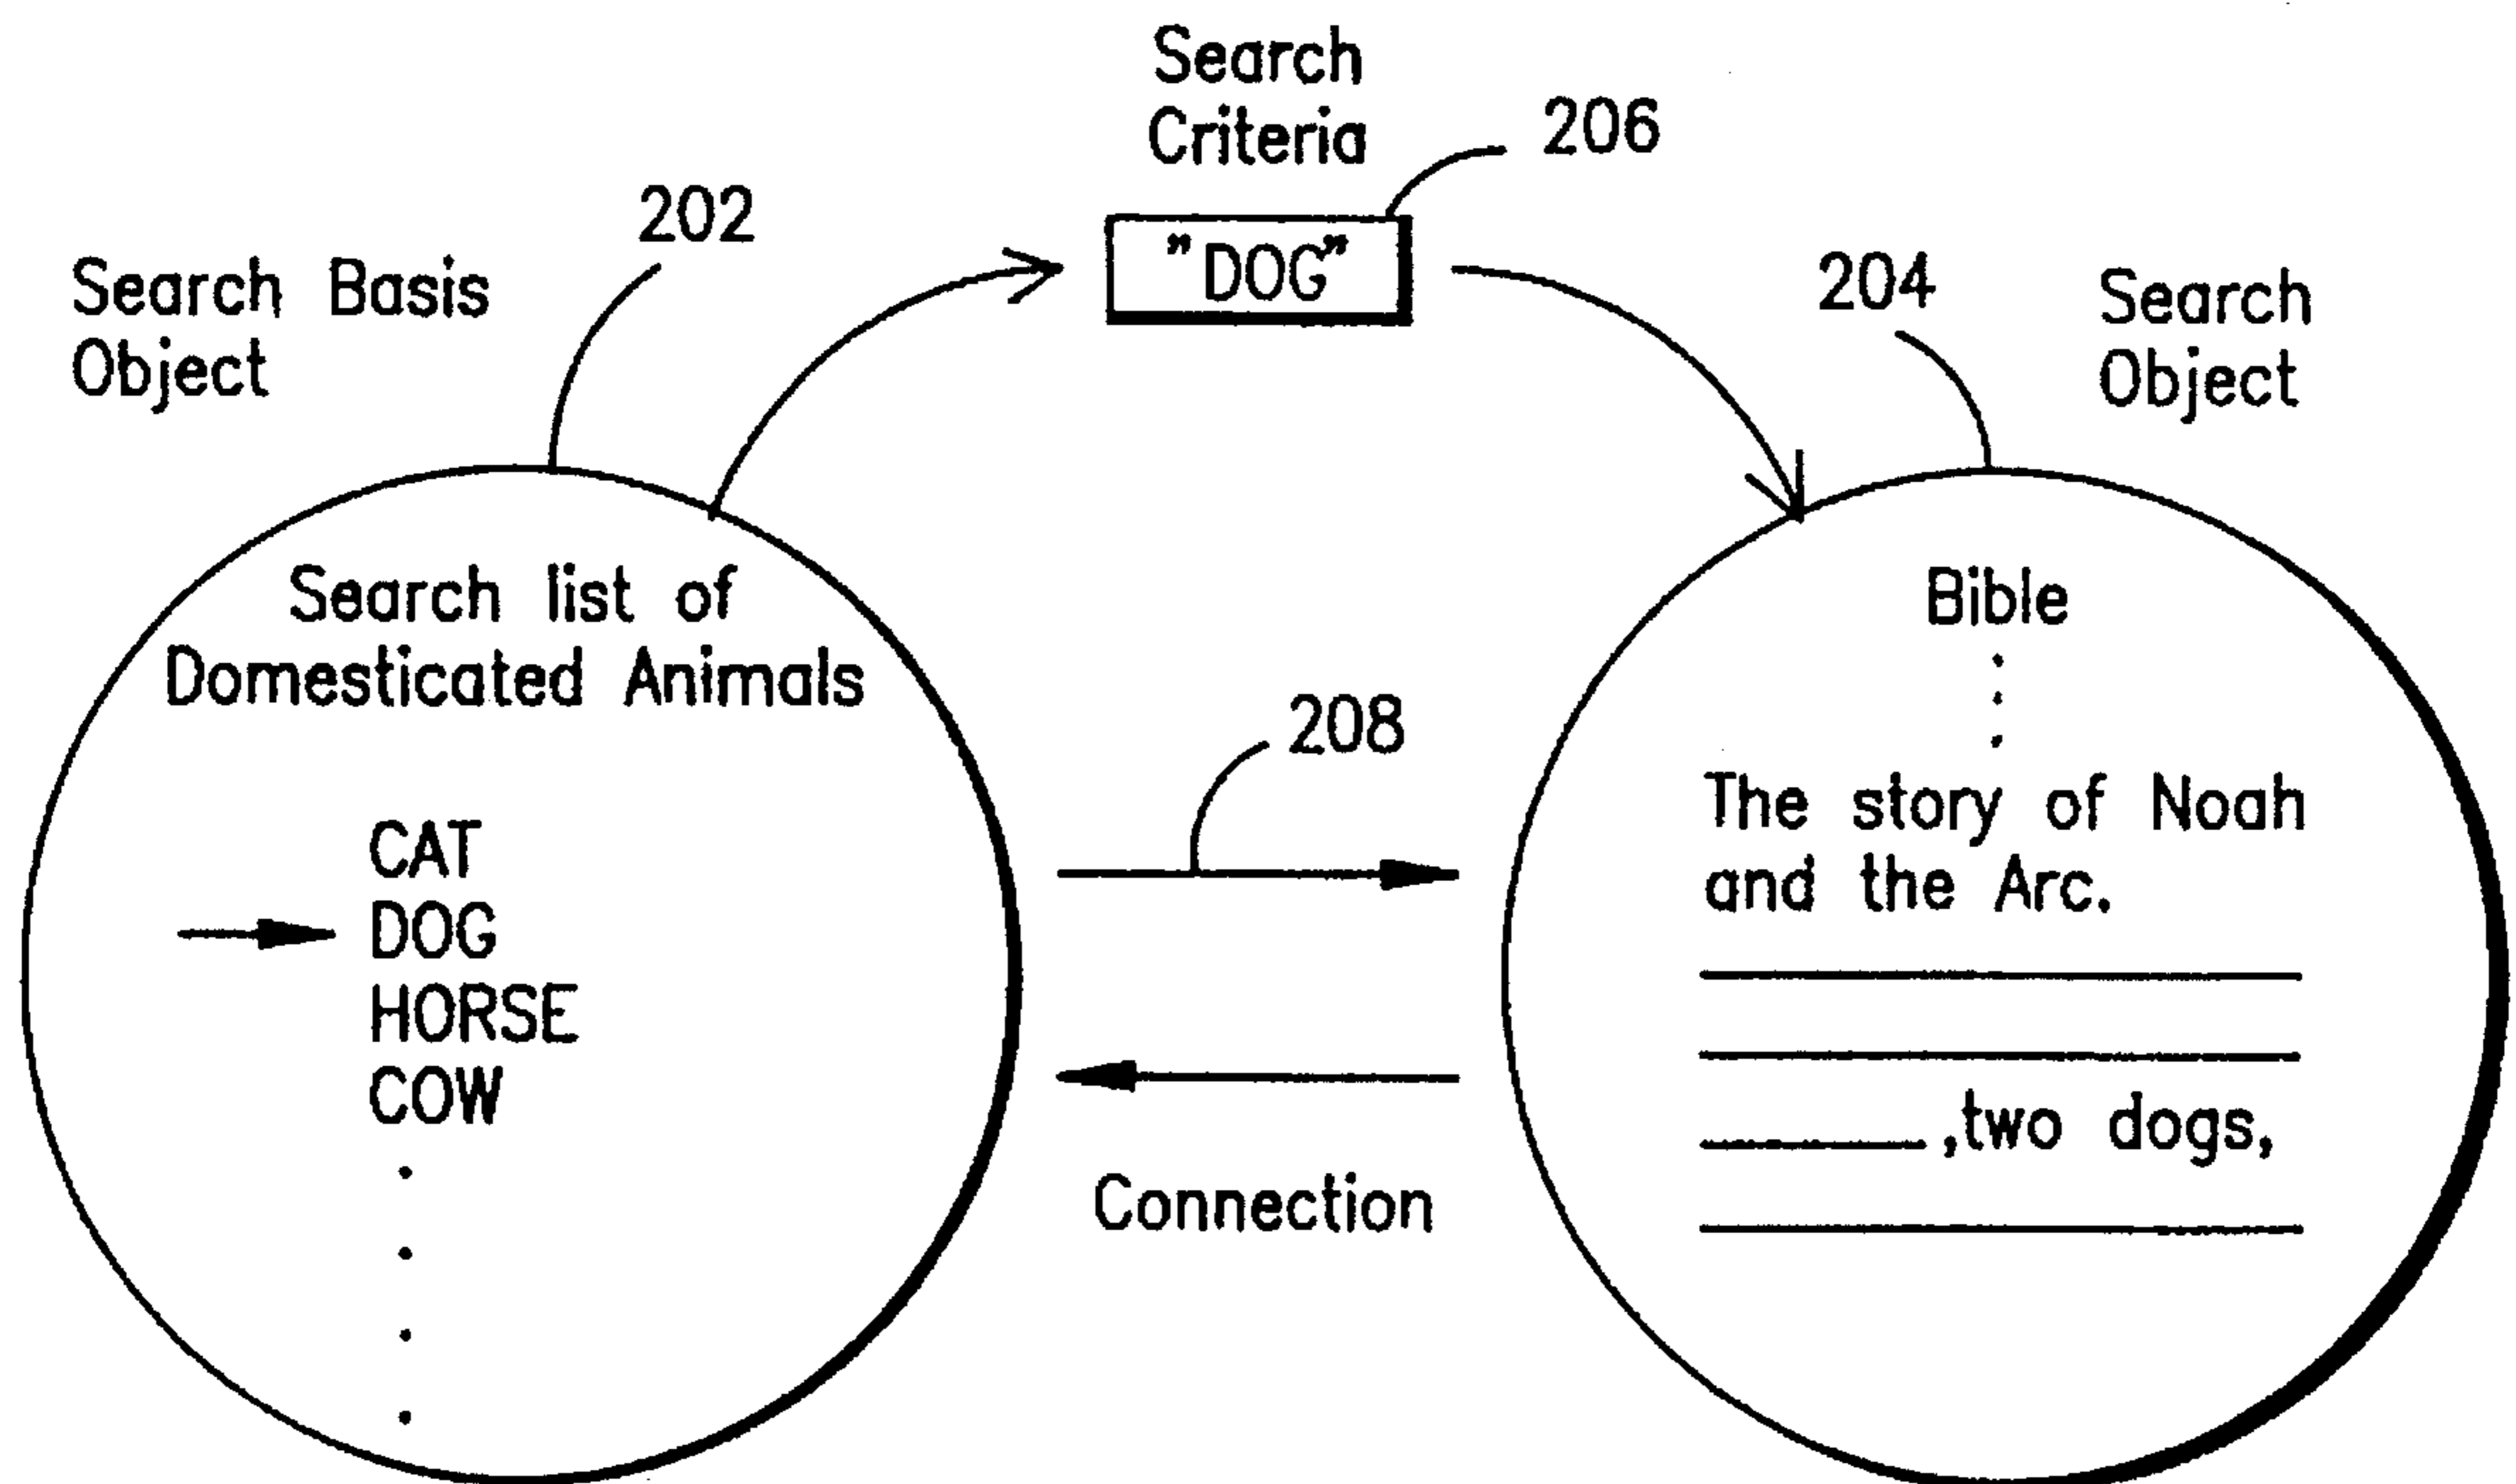 Search
Criteria
206
"DOG"
202
Search Basis
Object
204
Search
Object
Search list of
Domesticated Animals
CAT
DOG
HORSE
COW
208
Connection
Bible
The story of Noah
and the Arc.
,two dogs,